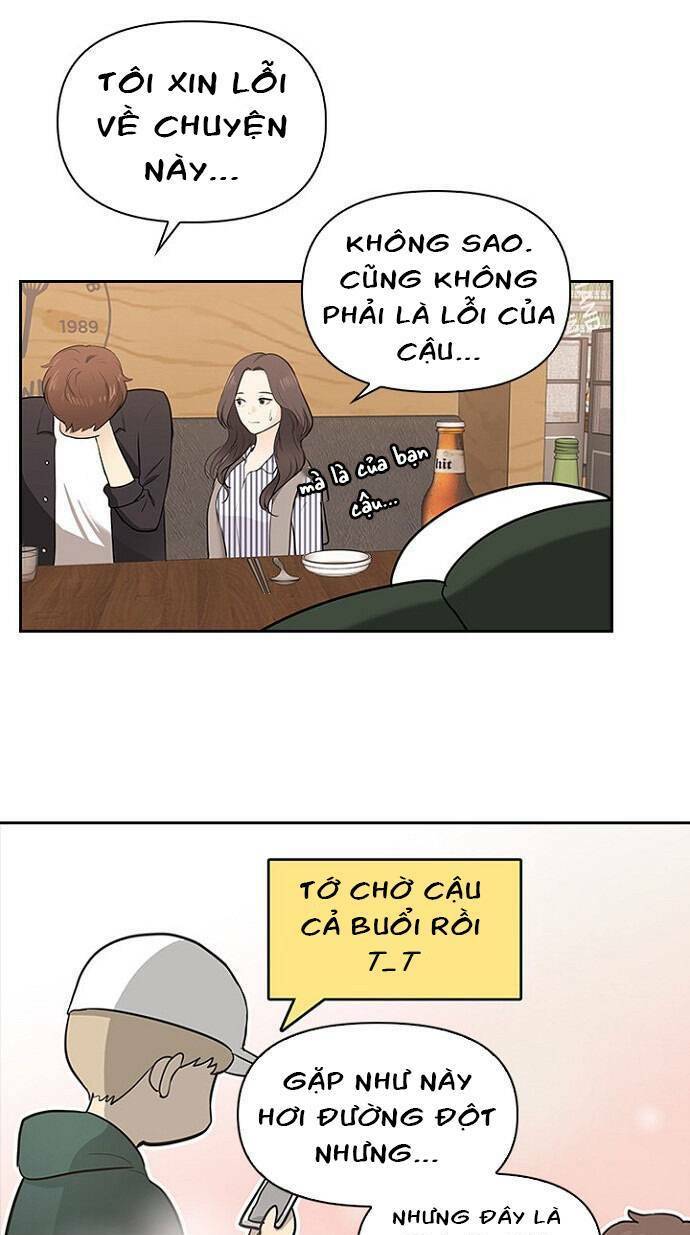 TÔI XIN LỖI
VỀ CHUYỆN
NÀY...
KHÔNG SAO.
CŨNG KHÔNG
PHẢI LÀ LỖI CỦA
CẬU...
1989
mà là của bạn
cậu...
hit
TỚ CHỜ CẬU
CẢ BUỔI RỒI
T_T
GẶP NHƯ NÀY
HƠI ĐƯỜNG ĐỘT
NHƯNG...
NHƯNG ĐÂY LÀ